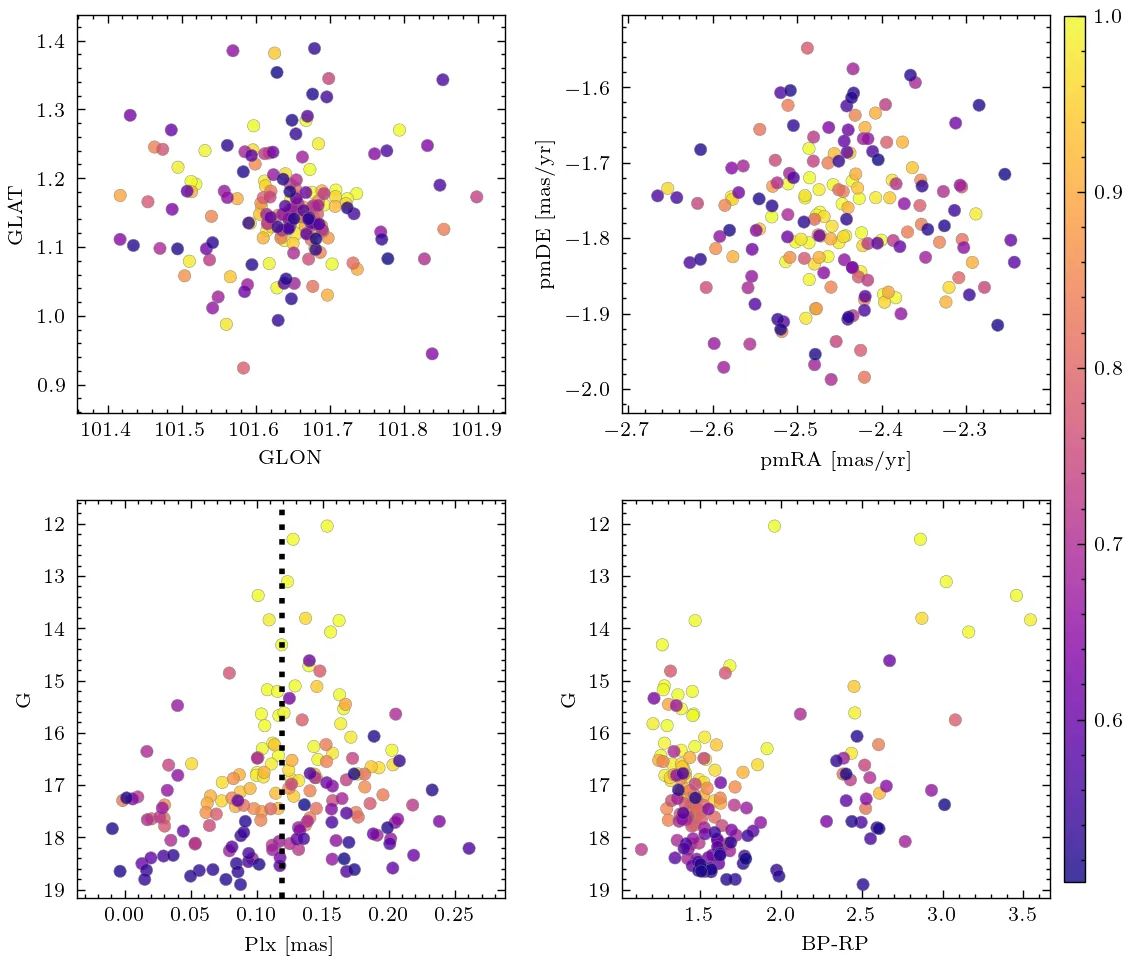 1.4
1.3
1.2
1.1
1.0
0.9
GLAT
101.4 101.5 101.6 101.7 101.8 101.9
GLON
−1.6
−1.7
−1.8
−1.9
−2.0
pmDE [mas/yr]
−2.7 −2.6 −2.5 −2.4 −2.3
pmRA [mas/yr]
1.0
0.9
0.8
0.7
0.6
12
13
14
15
16
17
18
19
G
0.00 0.05 0.10 0.15 0.20 0.25
Plx [mas]
12
13
14
15
16
17
18
19
G
1.5 2.0 2.5 3.0 3.5
BP-RP